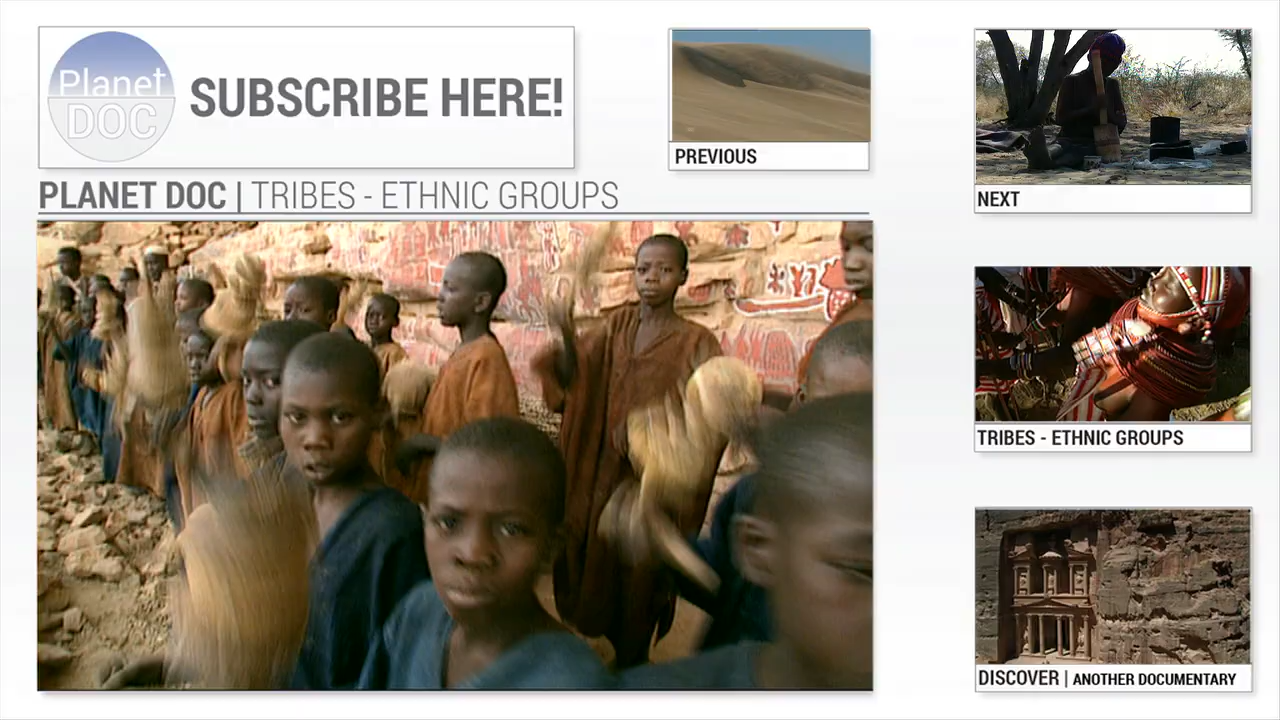 Planet
DOC
SUBSCRIBE HERE!
PREVIOUS
NEXT
PLANET DOC | TRIBES - ETHNIC GROUPS
TRIBES - ETHNIC GROUPS
DISCOVER | ANOTHER DOCUMENTARY